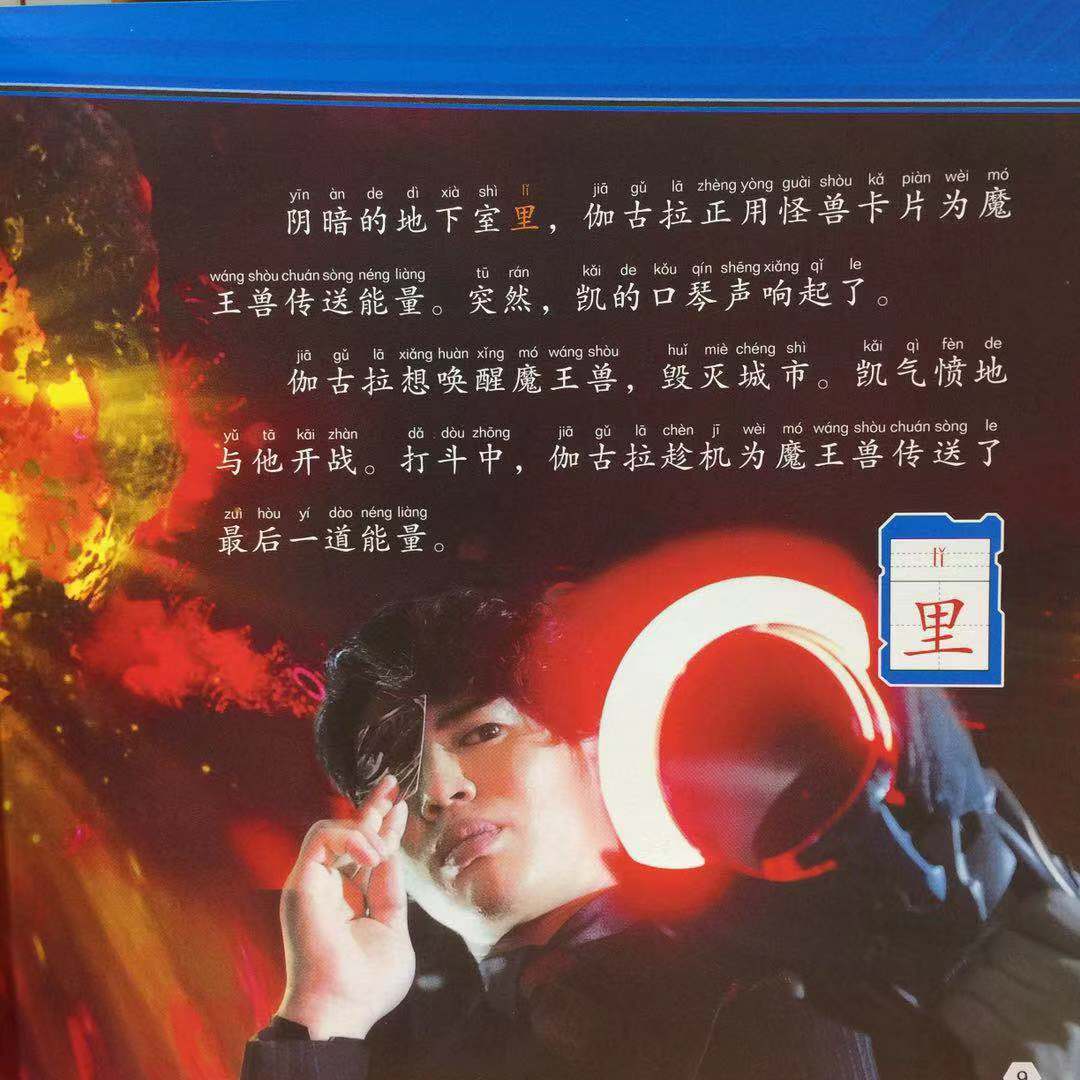 yīn àn de dì xià shì lǐ jiā gǔ lā zhèng yòng guài shòu kǎ piàn wèi mó
阴暗的地下室里，伽古拉正用怪兽卡片为魔
wáng shòu chuán sòng néng liàng tū rán kǎi de kǒu qín shēng xiǎng qǐ le
王兽传送能量。突然，凯的口琴声响起了。
jiā gǔ lā xiǎng huàn xǐng mó wáng shòu huǐ miè chéng shì kǎi qì fèn de
伽古拉想唤醒魔王兽，毁灭城市。凯气愤地
yǔ tā kāi zhàn dǎ dòu zhōng jiā gǔ lā chèn jī wèi mó wáng shòu chuán sòng le
与他开战。打斗中，伽古拉趁机为魔王兽传送了
zuì hòu yí dào néng liàng
最后一道能量。
lǐ
里
9